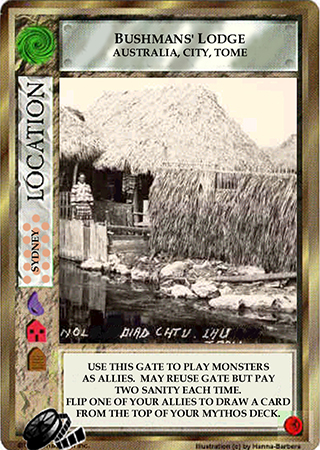 BUSHMANS' LODGE
AUSTRALIA, CITY, TOME
LOCATION
SYDNEY
USE THIS GATE TO PLAY MONSTERS
AS ALLIES. MAY REUSE GATE BUT PAY
TWO SANITY EACH TIME.
FLIP ONE OF YOUR ALLIES TO DRAW A CARD
FROM THE TOP OF YOUR MYTHOS DECK.
Illustration (c) by Hanna-Barbera